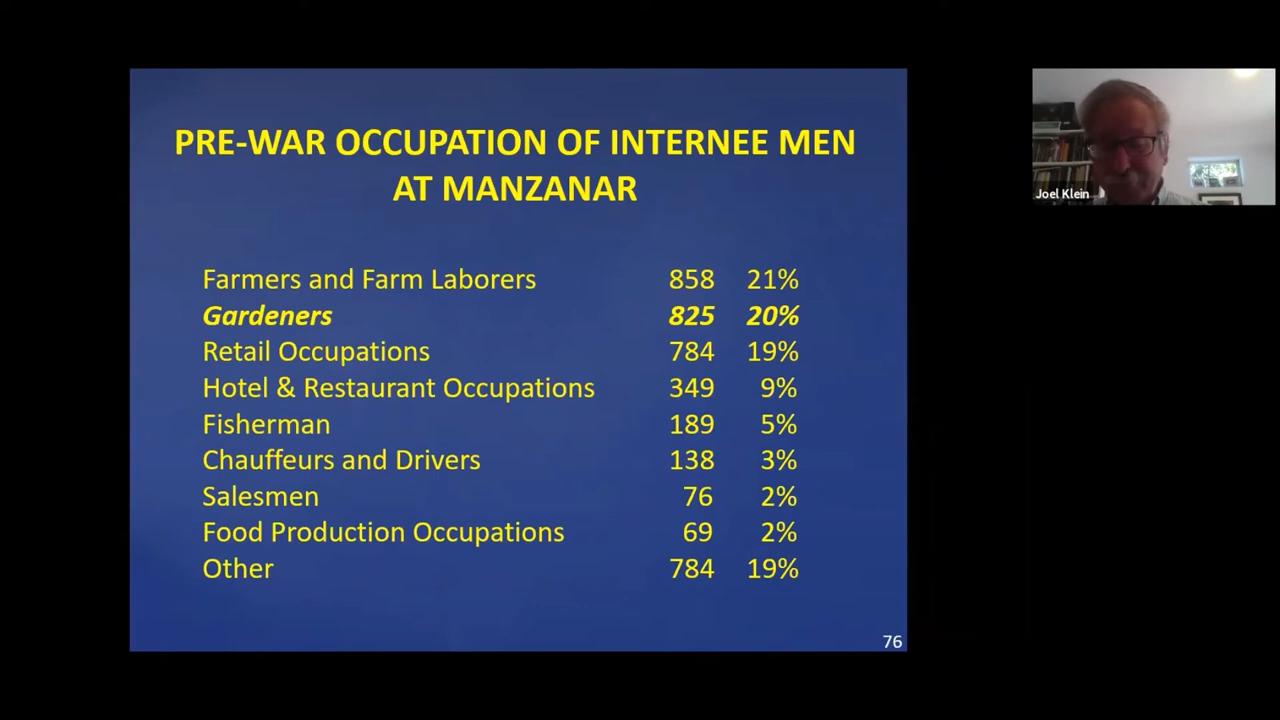 PRE-WAR OCCUPATION OF INTERNEE MEN
AT MANZANAR
Farmers and Farm Laborers 858 21%
Gardeners 825 20%
Retail Occupations 784 19%
Hotel & Restaurant Occupations 349 9%
Fisherman 189 5%
Chauffeurs and Drivers 138 3%
Salesmen 76 2%
Food Production Occupations 69 2%
Other 784 19%
76
Joel Klein